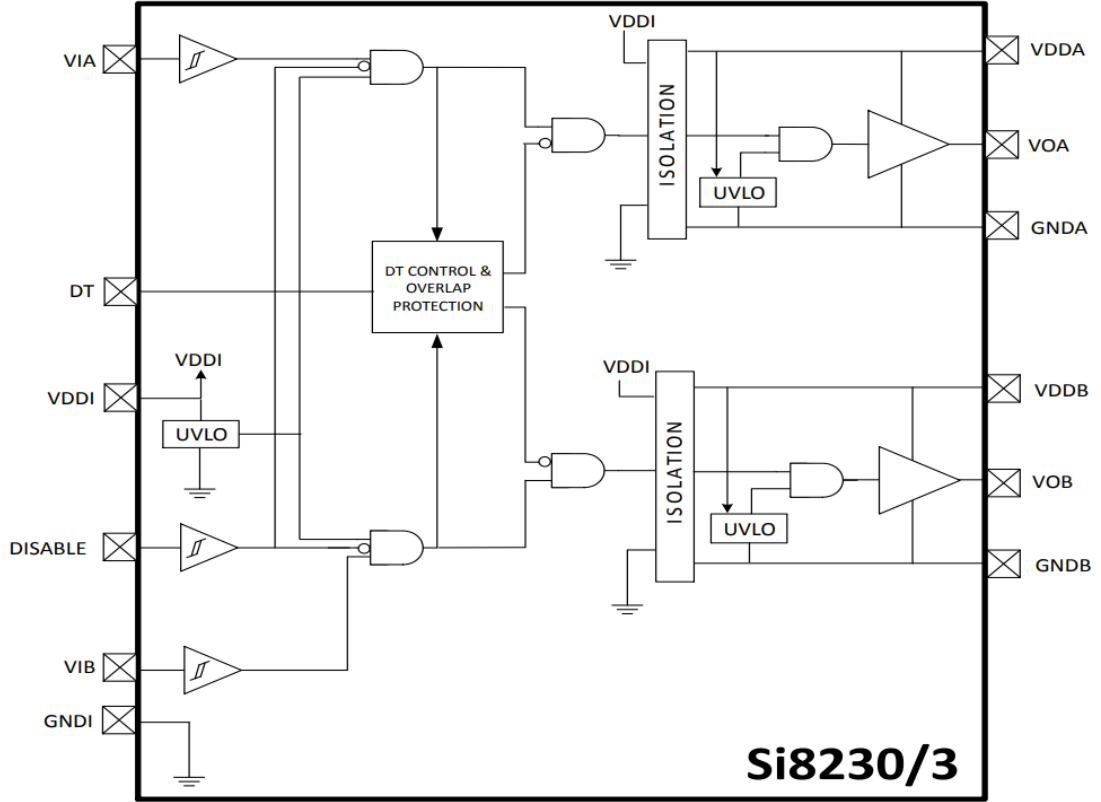 VDDI
VIA
VDDA
ISOLATION
VOA
UVLO
GNDA
DT CONTROL &
OVERLAP
PROTECTION
DT
VDDI
VDDI
VDDI
VDDB
UVLO
ISOLATION
VOB
UVLO
DISABLE
GNDB
VIB
GNDI
Si8230/3